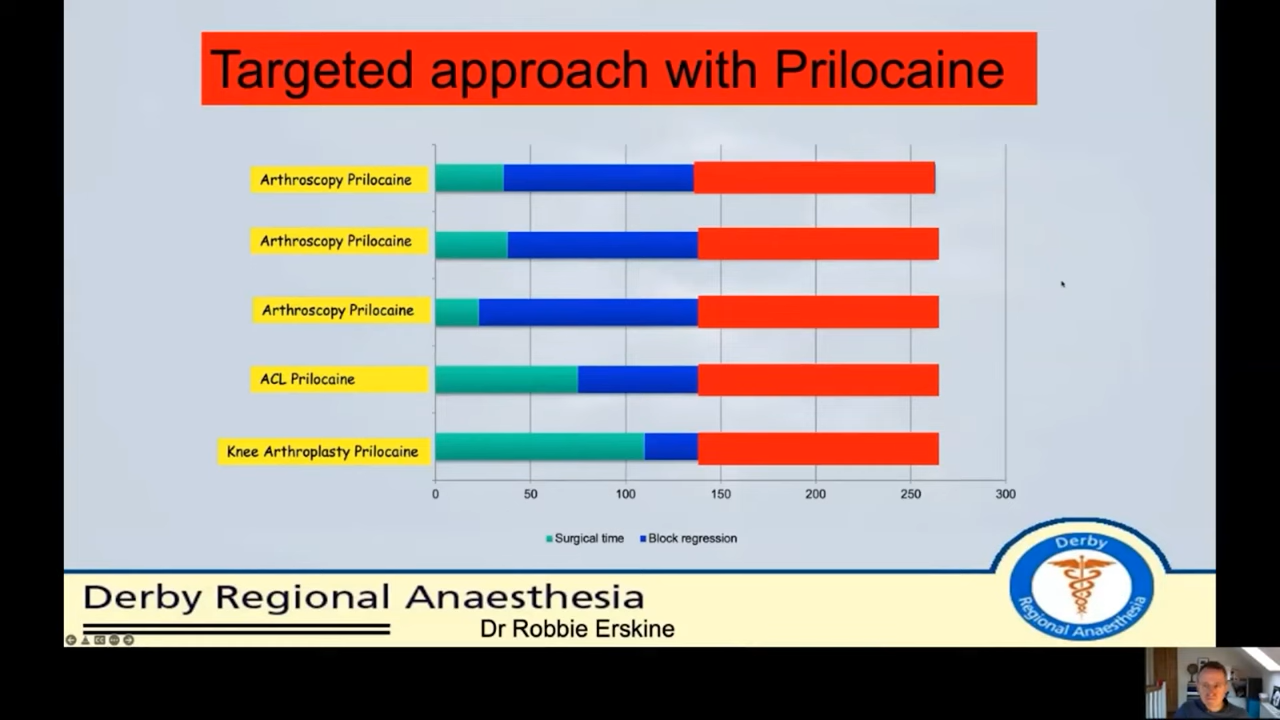 Targeted approach with Prilocaine
Arthroscopy Prilocaine
Arthroscopy Prilocaine
Arthroscopy Prilocaine
ACL Prilocaine
Knee Arthroplasty Prilocaine
0 50 100 150 200 250 300
Surgical time Block regression
Derby Regional Anaesthesia
Dr Robbie Erskine
Derby
Regional Anaesthesia